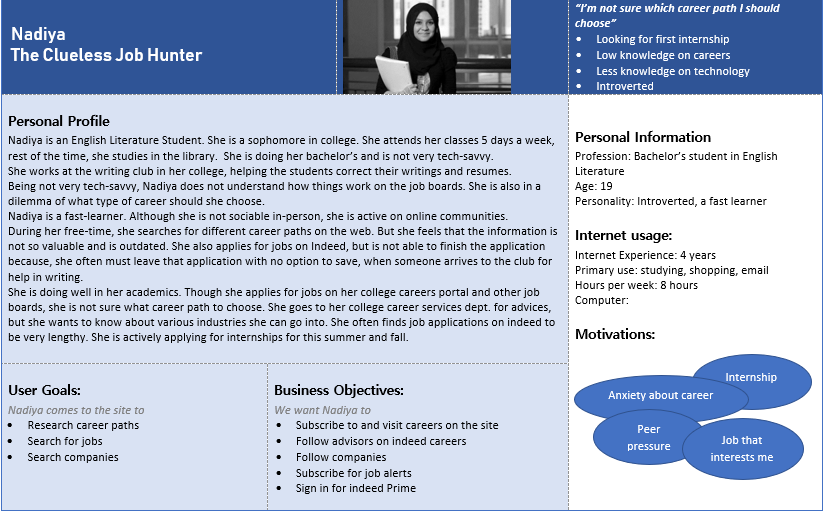 Nadiya
The Clueless Job Hunter
“I’m not sure which career path I should
choose”
• Looking for first internship
• Low knowledge on careers
• Less knowledge on technology
• Introverted
Personal Profile
Nadiya is an English Literature Student. She is a sophomore in college. She attends her classes 5 days a week,
rest of the time, she studies in the library. She is doing her bachelor’s and is not very tech-savvy.
She works at the writing club in her college, helping the students correct their writings and resumes.
Being not very tech-savvy, Nadiya does not understand how things work on the job boards. She is also in a
dilemma of what type of career should she choose.
Nadiya is a fast-learner. Although she is not sociable in-person, she is active on online communities.
During her free-time, she searches for different career paths on the web. But she feels that the information is
not so valuable and is outdated. She also applies for jobs on Indeed, but is not able to finish the application
because, she often must leave that application with no option to save, when someone arrives to the club for
help in writing.
She is doing well in her academics. Though she applies for jobs on her college careers portal and other job
boards, she is not sure what career path to choose. She goes to her college career services dept. for advices,
but she wants to know about various industries she can go into. She often finds job applications on indeed to
be very lengthy. She is actively applying for internships for this summer and fall.
User Goals:
Nadiya comes to the site to
• Research career paths
• Search for jobs
• Search companies
Business Objectives:
We want Nadiya to
• Subscribe to and visit careers on the site
• Follow advisors on indeed careers
• Follow companies
• Subscribe for job alerts
• Sign in for indeed Prime
Personal Information
Profession: Bachelor’s student in English
Literature
Age: 19
Personality: Introverted, a fast learner
Internet usage:
Internet Experience: 4 years
Primary use: studying, shopping, email
Hours per week: 8 hours
Computer:
Motivations:
Internship
Anxiety about career
Peer
pressure
Job that
interests me